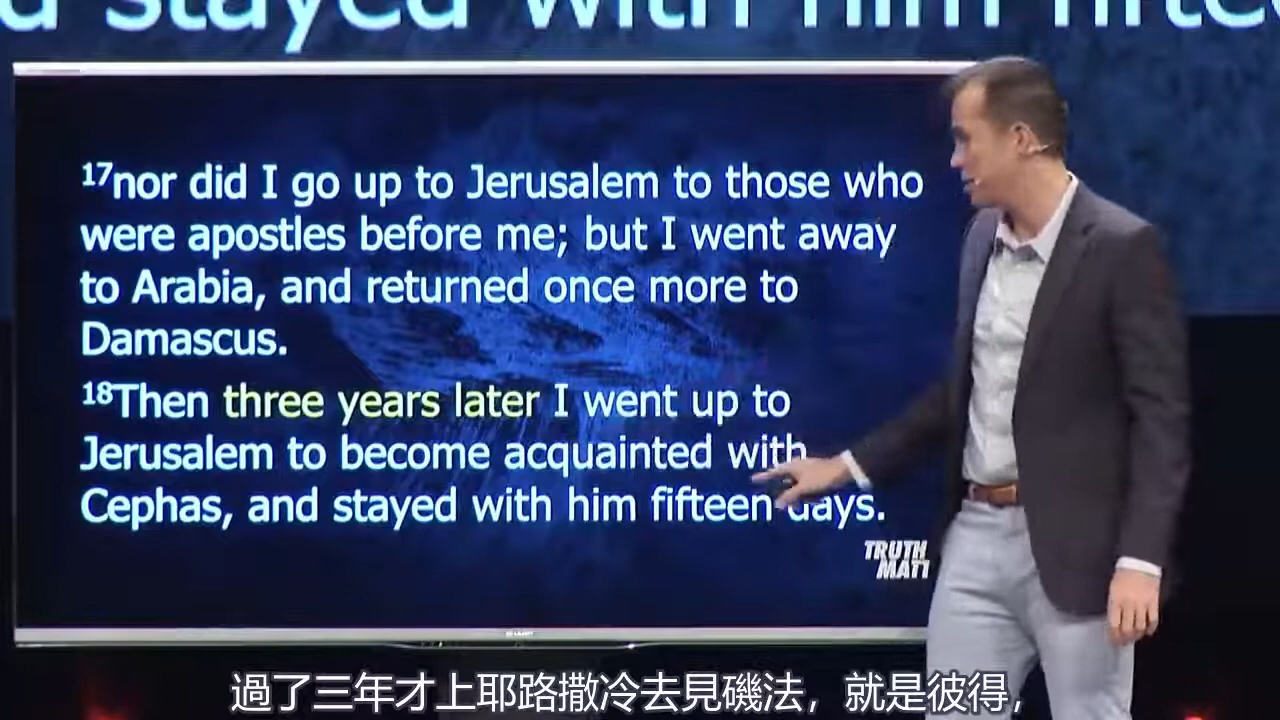 stayed with him
17nor did I go up to Jerusalem to those who
were apostles before me; but I went away
to Arabia, and returned once more to
Damascus.
18Then three years later I went up to
Jerusalem to become acquainted with
Cephas, and stayed with him fifteen days.
TRUTH
過了三年才上耶路撒冷去見磯法，就是彼得，